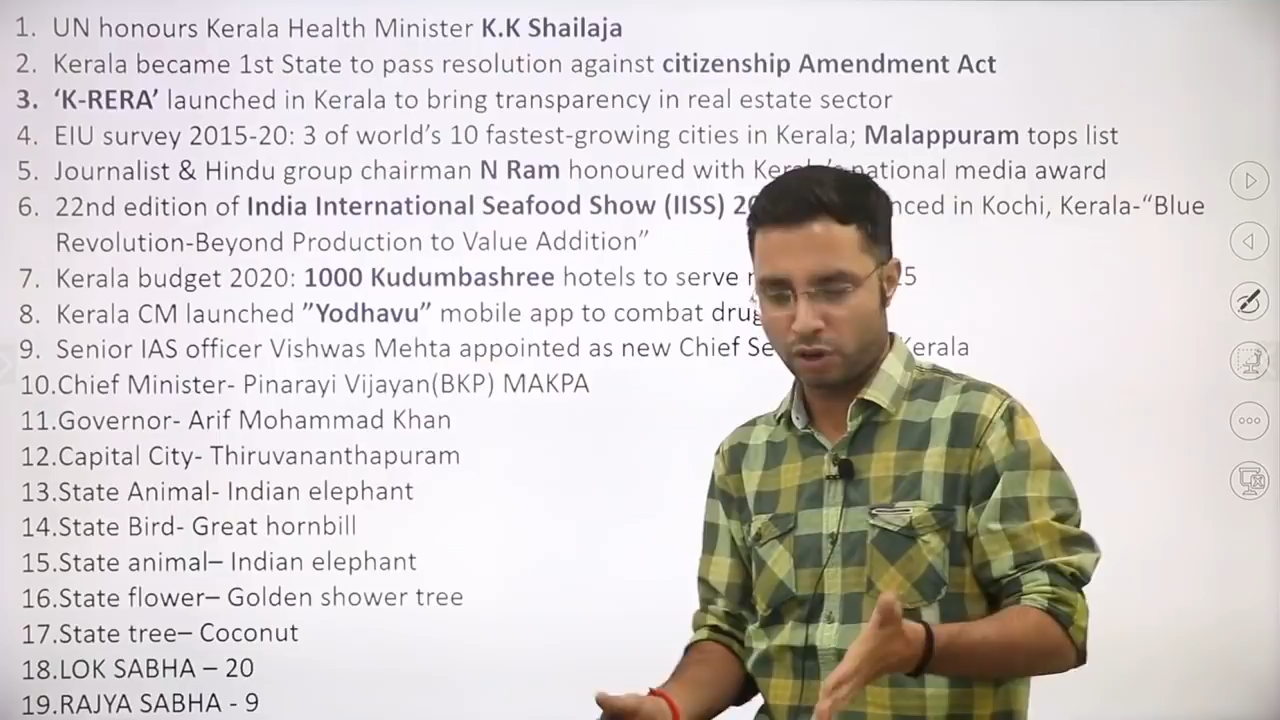 1. UN honours Kerala Health Minister K.K Shailaja
2. Kerala became 1st State to pass resolution against citizenship Amendment Act
3. ‘K-RERA’ launched in Kerala to bring transparency in real estate sector
4. EIU survey 2015-20: 3 of world’s 10 fastest-growing cities in Kerala; Malappuram tops list
5. Journalist & Hindu group chairman N Ram honoured with national media award
6. 22nd edition of India International Seafood Show (IISS) in Kochi, Kerala-“Blue
Revolution-Beyond Production to Value Addition”
7. Kerala budget 2020: 1000 Kudumbashree hotels to serve
8. Kerala CM launched ”Yodhavu” mobile app to combat
9. Senior IAS officer Vishwas Mehta appointed as new Chief Kerala
10.Chief Minister- Pinarayi Vijayan(BKP) MAKPA
11.Governor- Arif Mohammad Khan
12.Capital City- Thiruvananthapuram
13.State Animal- Indian elephant
14.State Bird- Great hornbill
15.State animal– Indian elephant
16.State flower– Golden shower tree
17.State tree– Coconut
18.LOK SABHA – 20
19.RAJYA SABHA - 9